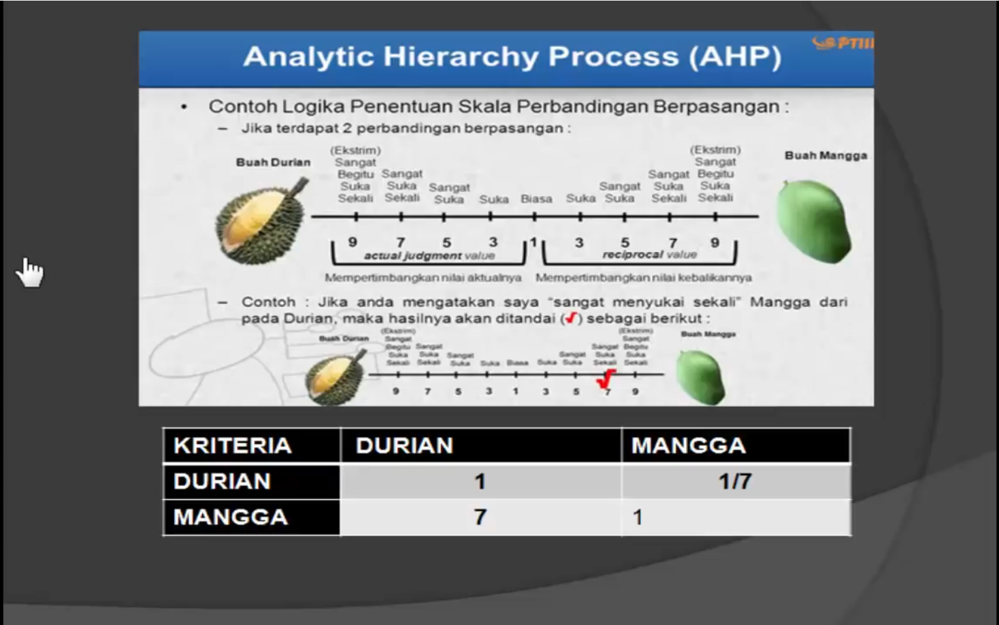 PTIII
Analytic Hierarchy Process (AHP)
• Contoh Logika Penentuan Skala Perbandingan Berpasangan :
– Jika terdapat 2 perbandingan berpasangan :
Buah Durian
(Ekstrim)
Sangat
Begitu
Suka
Sekali
Sangat
Suka
Sekali
Sangat
Suka
Suka
Biasa
Suka
Sangat
Suka
Sangat
Suka
Sekali
(Ekstrim)
Sangat
Begitu
Suka
Sekali
Buah Mangga
9 7 5 3 1 3 5 7 9
actual judgment value
reciprocal value
Mempertimbangkan nilai aktualnya
Mempertimbangkan nilai kebalikannya
– Contoh : Jika anda mengatakan saya “sangat menyukai sekali” Mangga dari
pada Durian, maka hasilnya akan ditandai (√) sebagai berikut :
Buah Durian
(Ekstrim)
Sangat
Begitu
Suka
Sekali
Sangat
Suka
Sekali
Sangat
Suka
Suka
Biasa
Suka
Sangat
Suka
Sangat
Suka
Sekali
(Ekstrim)
Sangat
Begitu
Suka
Sekali
Buah Mangga
√
9 7 5 3 1 3 5 7 9
KRITERIA DURIAN MANGGA
DURIAN 1 1/7
MANGGA 7 1